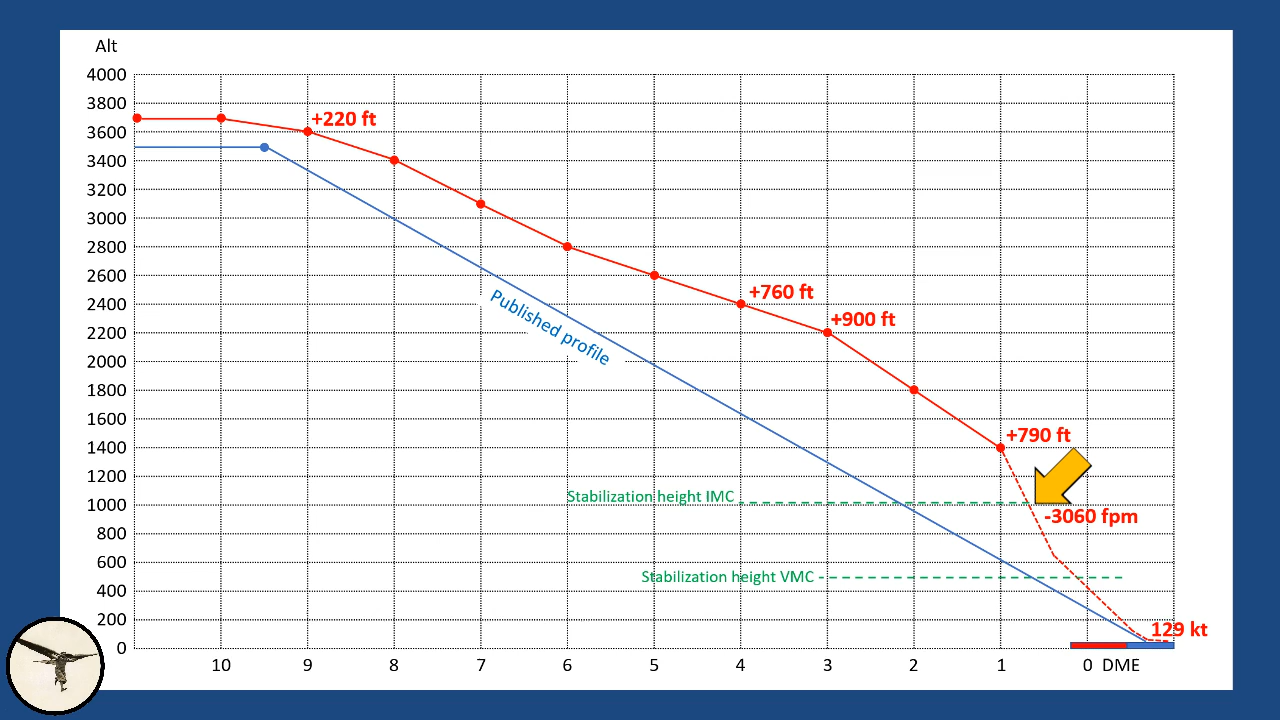 Alt
4000
3800
3600
3400
3200
3000
2800
2600
2400
2200
2000
1800
1600
1400
1200
1000
800
600
400
200
0
+220 ft
+760 ft
+900 ft
+790 ft
Published profile
Stabilization height IMC
-3060 fpm
Stabilization height VMC
129 kt
10 9 8 7 6 5 4 3 2 1 0 DME